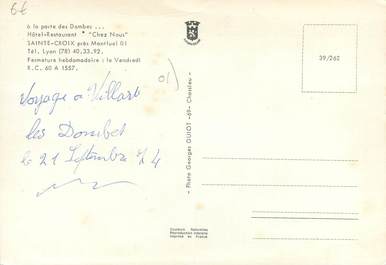 6€
à la porte des Dombes ...
Hôtel-Restaurant * "Chez Nous"
SAINTE-CROIX près Montluel 01
Tél. Lyon (78) 40.33.92.
Fermeture hebdomadaire : le Vendredi
R.C. 60 A 1557.
01)
Voyage a Villars
les Dombes
le 21 Septembre 74
- Photo Georges GUIOT -69- Chasselay -
39/262
Couleurs Naturelles
Reproduction interdite
Imprimé en France